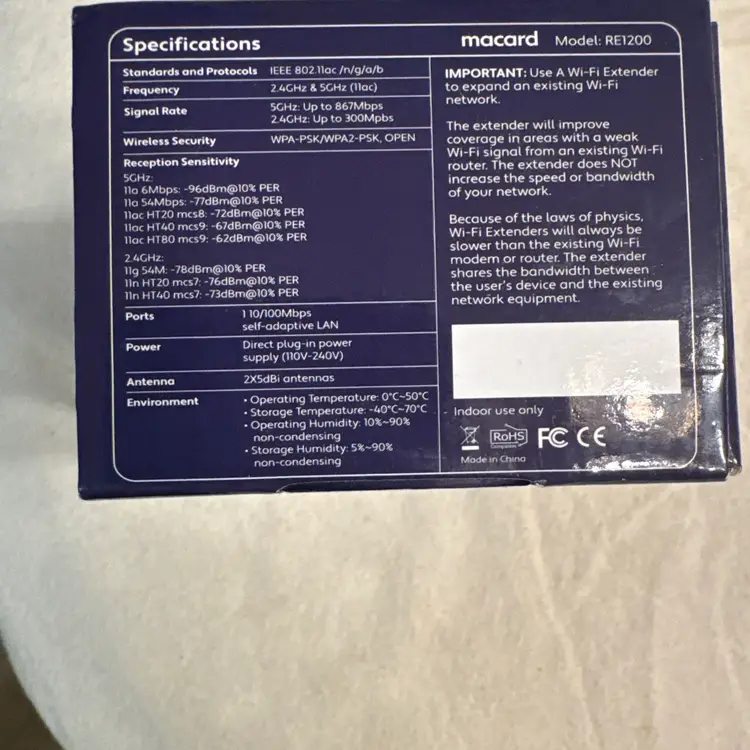 Specifications
Standards and Protocols IEEE 802.11ac /n/g/a/b
Frequency 2.4GHz & 5GHz (11ac)
Signal Rate 5GHz: Up to 867Mbps
2.4GHz: Up to 300Mpbs
Wireless Security WPA-PSK/WPA2-PSK, OPEN
Reception Sensitivity
5GHz:
11a 6Mbps: -96dBm@10% PER
11a 54Mbps: -77dBm@10% PER
11ac HT20 mcs8: -72dBm@10% PER
11ac HT40 mcs9: -67dBm@10% PER
11ac HT80 mcs9: -62dBm@10% PER
2.4GHz:
11g 54M: -78dBm@10% PER
11n HT20 mcs7: -76dBm@10% PER
11n HT40 mcs7: -73dBm@10% PER
Ports 1 10/100Mbps
self-adaptive LAN
Power Direct plug-in power
supply (110V-240V)
Antenna 2X5dBi antennas
Environment • Operating Temperature: 0°C~50°C
• Storage Temperature: -40°C~70°C
• Operating Humidity: 10%~90%
non-condensing
• Storage Humidity: 5%~90%
non-condensing
macard Model: RE1200
IMPORTANT: Use A Wi-Fi Extender
to expand an existing Wi-Fi
network.
The extender will improve
coverage in areas with a weak
Wi-Fi signal from an existing Wi-Fi
router. The extender does NOT
increase the speed or bandwidth
of your network.
Because of the laws of physics,
Wi-Fi Extenders will always be
slower than the existing Wi-Fi
modem or router. The extender
shares the bandwidth between
the user's device and the existing
network equipment.
Indoor use only
RoHS
Compliant
FC CE
Made in China